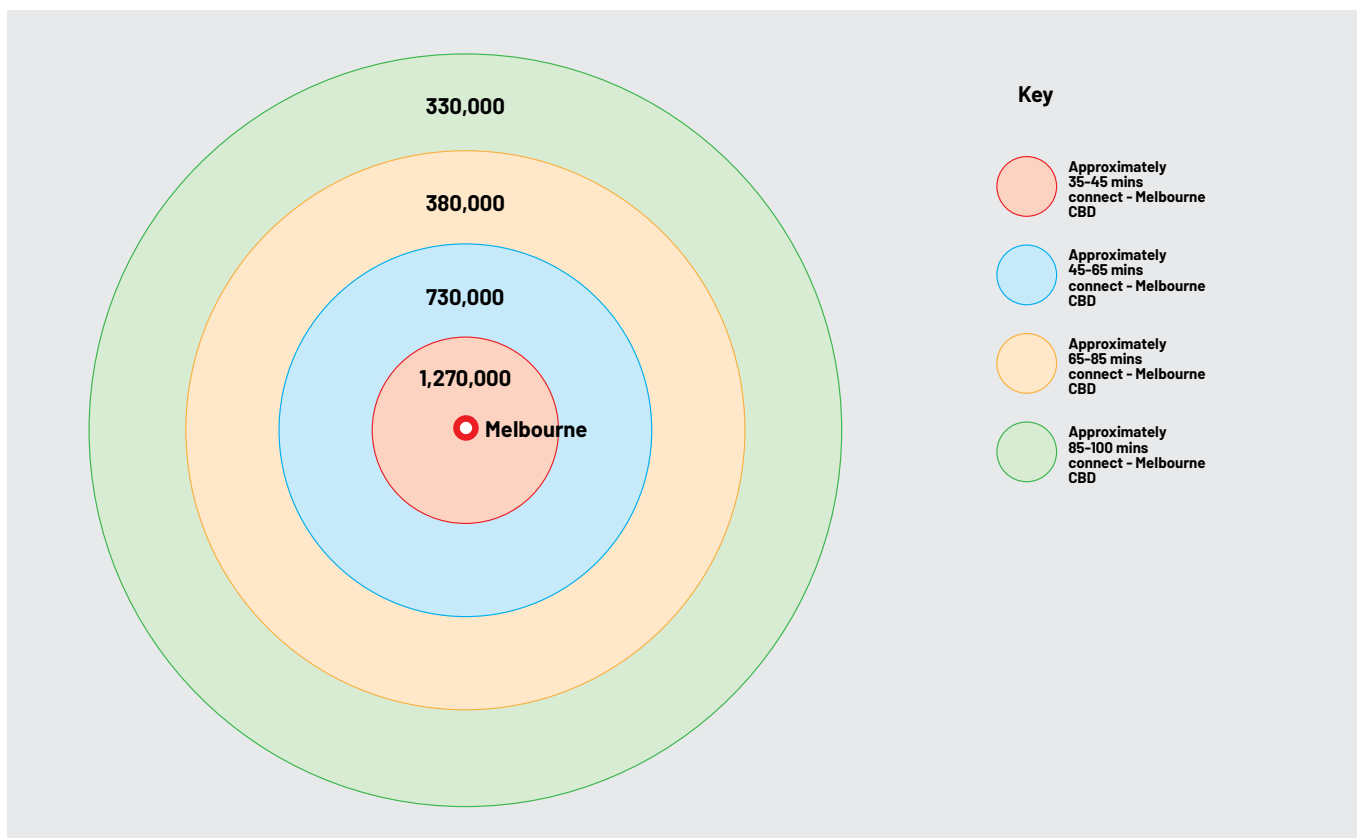 330,000
380,000
730,000
1,270,000
Melbourne
Key
Approximately
35-45 mins
connect - Melbourne
CBD
Approximately
45-65 mins
connect - Melbourne
CBD
Approximately
65-85 mins
connect - Melbourne
CBD
Approximately
85-100 mins
connect - Melbourne
CBD